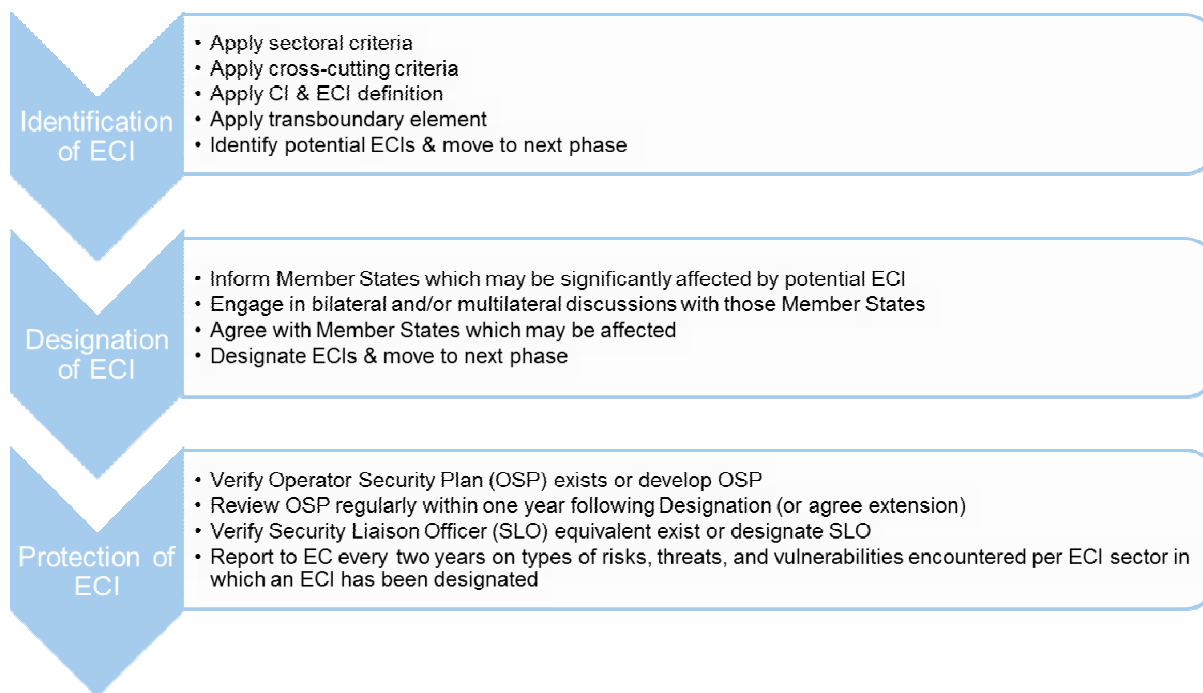 Identification
of ECI
• Apply sectoral criteria
• Apply cross-cutting criteria
• Apply CI & ECI definition
• Apply transboundary element
• Identify potential ECIs & move to next phase
Designation
of ECI
• Inform Member States which may be significantly affected by potential ECI
• Engage in bilateral and/or multilateral discussions with those Member States
• Agree with Member States which may be affected
• Designate ECIs & move to next phase
Protection of
ECI
• Verify Operator Security Plan (OSP) exists or develop OSP
• Review OSP regularly within one year following Designation (or agree extension)
• Verify Security Liaison Officer (SLO) equivalent exist or designate SLO
• Report to EC every two years on types of risks, threats, and vulnerabilities encountered per ECI sector in
which an ECI has been designated